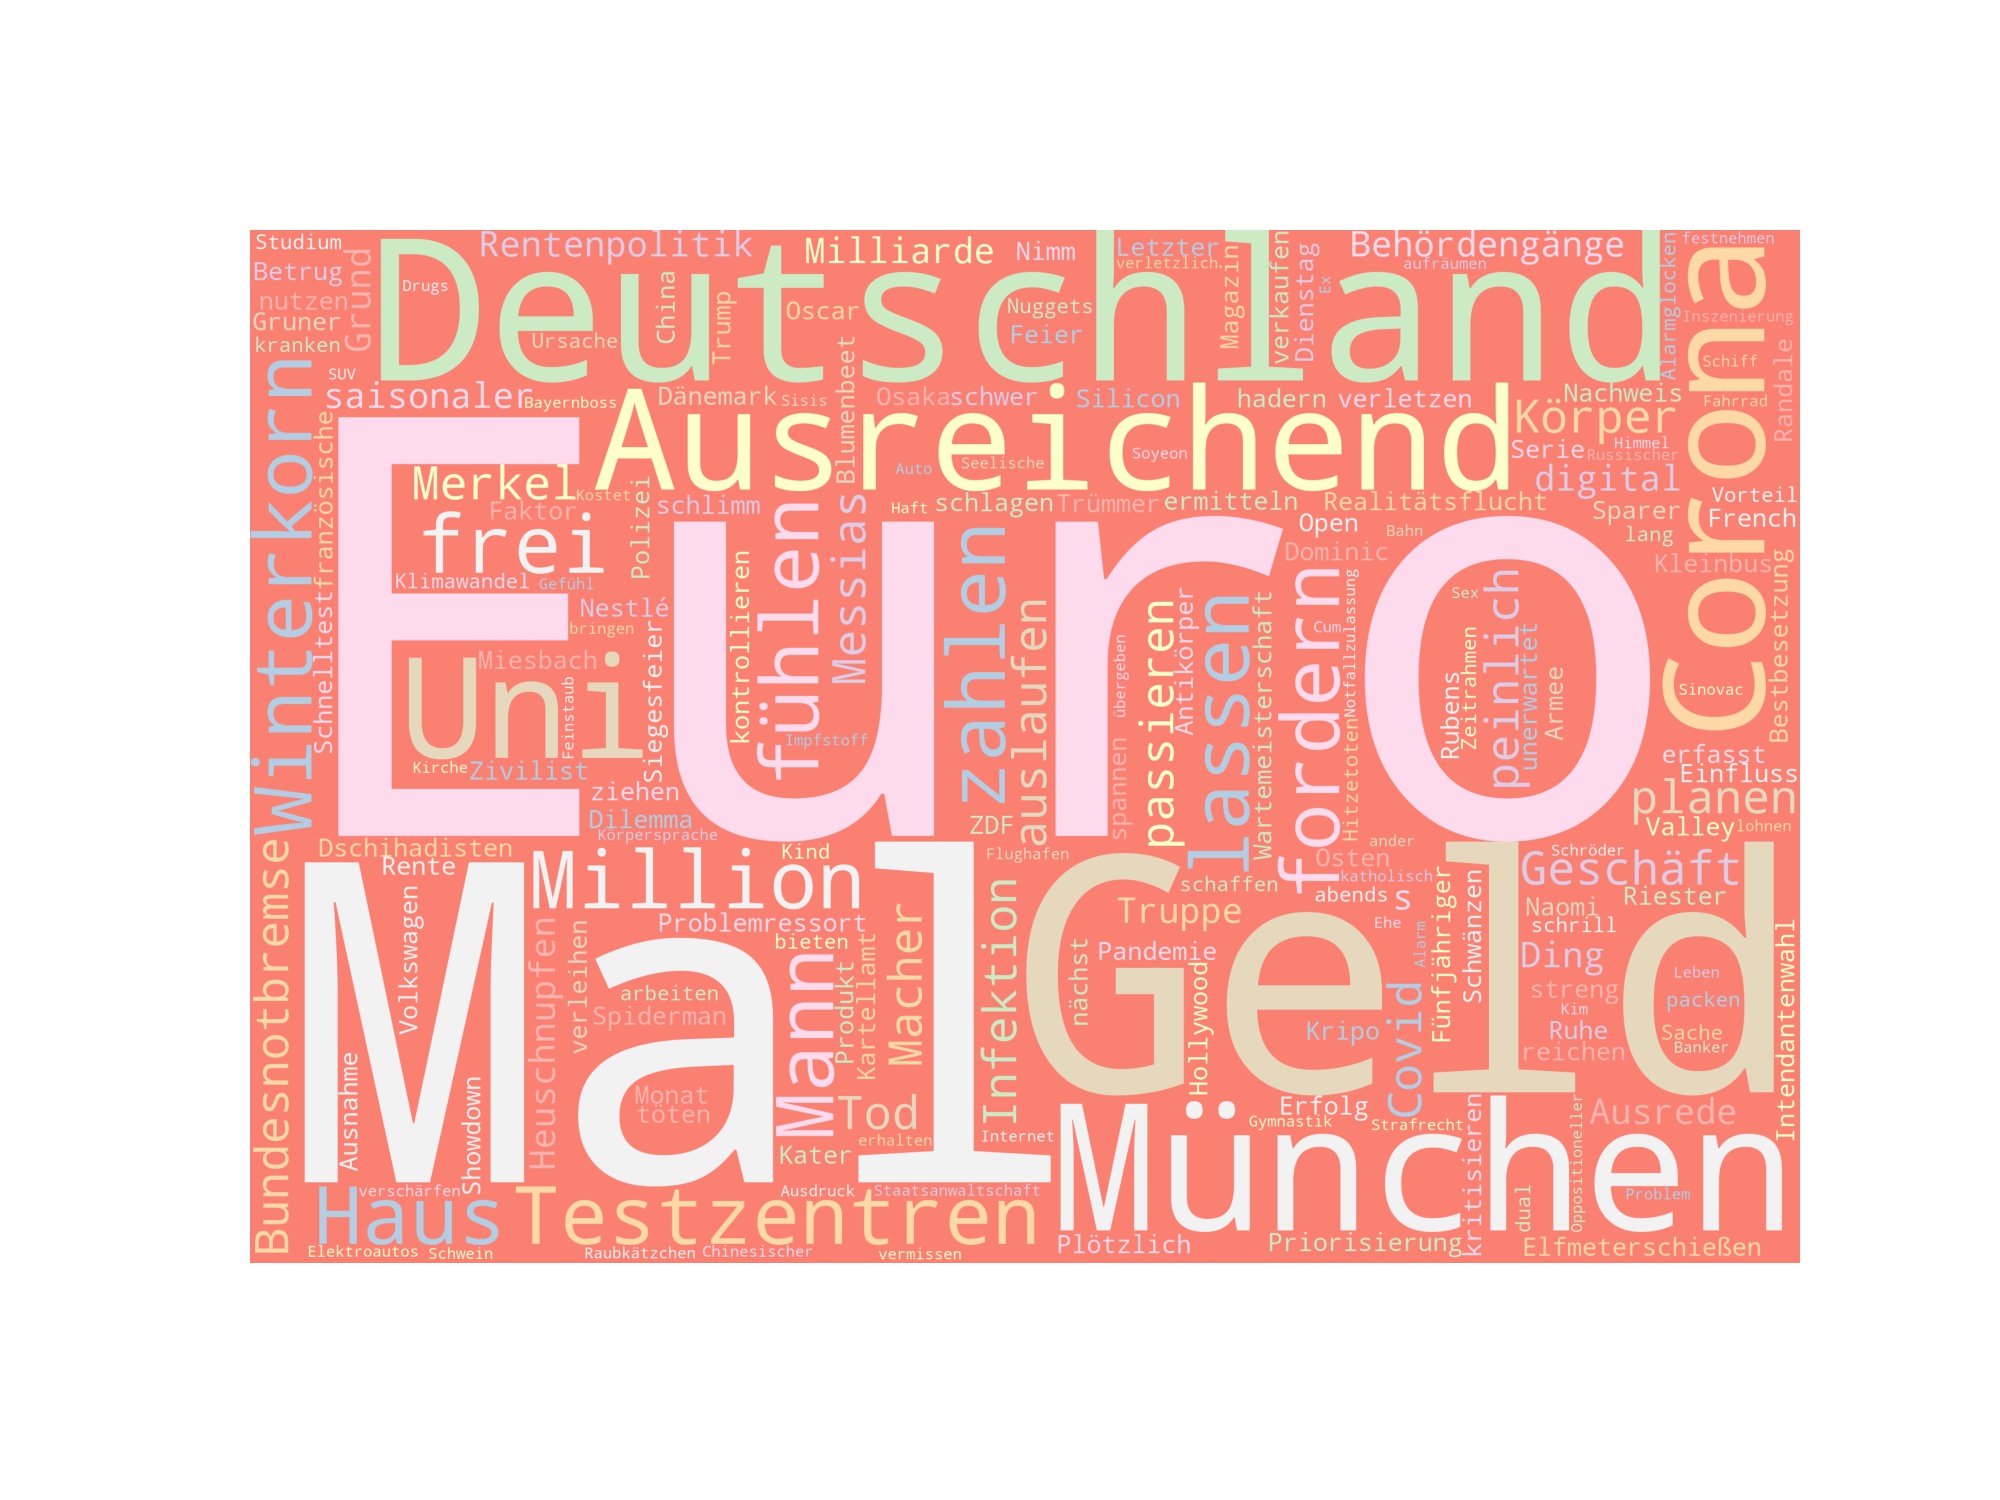 Euro
Mal
Deutschland
Geld
München
Ausreichend
Corona
Uni
Winterkorn
Testzentren
Haus
Million
frei
fühlen
zahlen
lassen
fordern
Mann
Merkel
Körper
Geschäft
planen
Covid
Infektion
Macher
Tod
Messias
auslaufen
passieren
peinlich
Bundesnotbremse
saisonaler
Rentenpolitik
Milliarde
Behördengänge
digital
Truppe
Ding
Ausrede
Heuschnupfen
Studium
Betrug
nutzen
Gruner
kranken
Grund
Drugs
SUV
Bayernboss
Ursache
China
Trump
Oscar
Nimm
Nuggets
Feier
Letzter
verletzlich
Magazin
verkaufen
Dienstag
Ex
aufräumen
Alarmglocken
festnehmen
Inszenierung
Schiff
Fahrrad
Randale
Dänemark
Sisis
Blumenbeet
Osaka
schwer
Silicon
hadern
verletzen
Nachweis
Serie
Himmel
Russischer
Soyeon
Seelische
Auto
Kostet
Faktor
Polizei
schlimm
Haft
schlagen
Trümmer
ermitteln
Realitätsflucht
Sparer
Vorteil
French
Open
Bahn
lang
Dominic
Kleinbus
Bestbesetzung
französische
Schnelltest
Klimawandel
Gefühl
Nestlé
bringen
Miesbach
Feinstaub
Siegesfeier
kontrollieren
Impfstoff
Kirche
Zivilist
ziehen
Dilemma
Körpersprache
übergeben
spannen
Antikörper
Wartemeisterschaft
Cum
Notfallzulassung
Hitzetoten
Sex
Rubens
Zeitrahmen
unerwartet
Armee
Sinovac
erfasst
Einfluss
Valley
lohnen
ZDF
Dschihadisten
Rente
Kind
Flughafen
ander
Osten
katholisch
schaffen
abends
s
Schröder
Riester
Naomi
schrill
Volkswagen
Problemressort
bieten
verleihen
arbeiten
Spiderman
Produkt
Kartellamt
nächst
Pandemie
Hollywood
Ehe
Alarm
Fünfjähriger
Schwänzen
Kripo
streng
Kim
Ruhe
reichen
Leben
packen
Sache
Banker
Intendantenwahl
Ausnahme
Showdown
Monat
töten
Kater
erhalten
Internet
Erfolg
Gymnastik
Strafrecht
kritisieren
dual
Oppositioneller
Problem
verschärfen
Ausdruck
Staatsanwaltschaft
Elektroautos
Schwein
Raubkätzchen
Chinesischer
vermissen
Plötzlich
Priorisierung
Elfmeterschießen